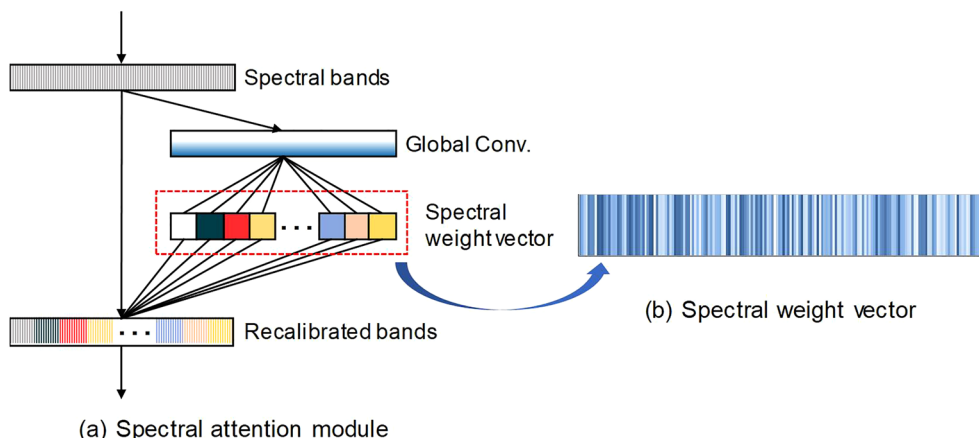 Spectral bands
Global Conv.
Spectral
weight vector
Recalibrated bands
(a) Spectral attention module
(b) Spectral weight vector